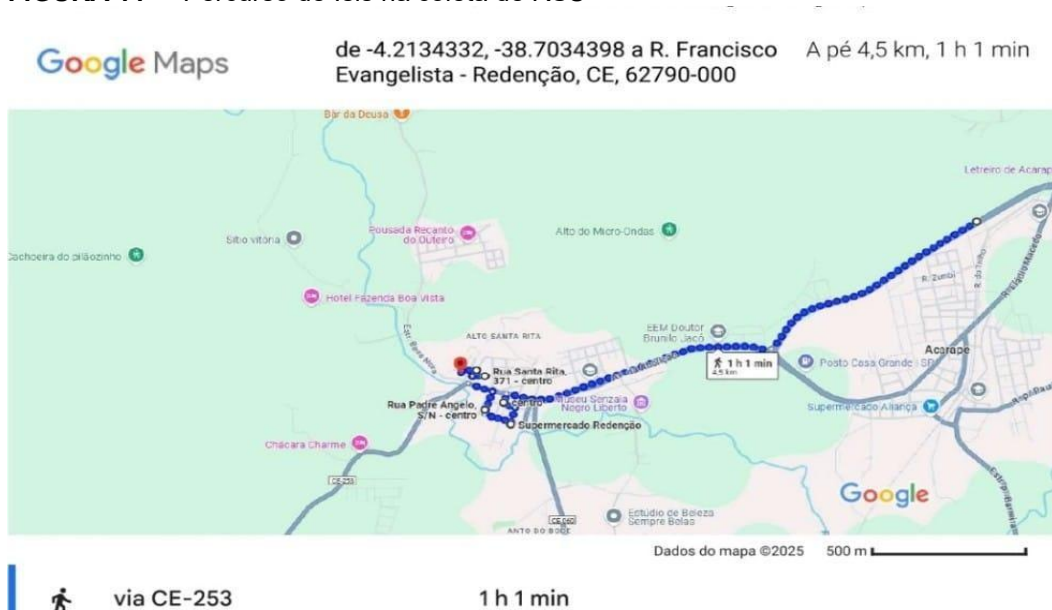 Google Maps
de -4.2134332, -38.7034398 a R. Francisco
Evangelista - Redenção, CE, 62790-000
A pé 4,5 km, 1 h 1 min
Bar da Deusa
Letreiro de Acarap
Sítio vitória
Pousada Recanto
do Outeiro
Alto do Micro-Ondas
Cachoeira do pilãozinho
Hotel Fazenda Boa Vista
R. Zumbi
ALTO SANTA RITA
EEM Doutor
Brunilo Jacó
Acarape
1 h 1 min
4,5 km
Posto Casa Grande - SP
Rua Santa Rita,
371 - centro
centro
Museu Senzala
Negro Liberto
Rua Padre Angelo,
S/N - centro
Supermercado Aliança
Supermercado Redenção
Chácara Charme
CE-253
Google
CE-060
Estúdio de Beleza
Sempre Belas
Dados do mapa ©2025
500 m
via CE-253
1 h 1 min